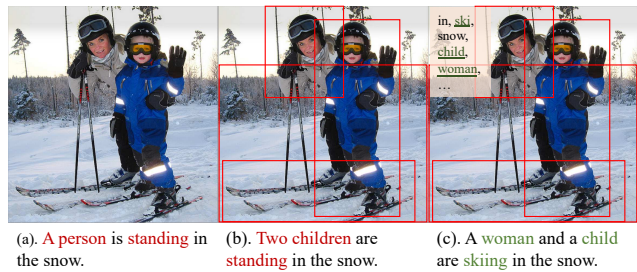 in, ski,
snow,
child,
woman,
...
(a). A person is standing in
the snow.
(b). Two children are
standing in the snow.
(c). A woman and a child
are skiing in the snow.